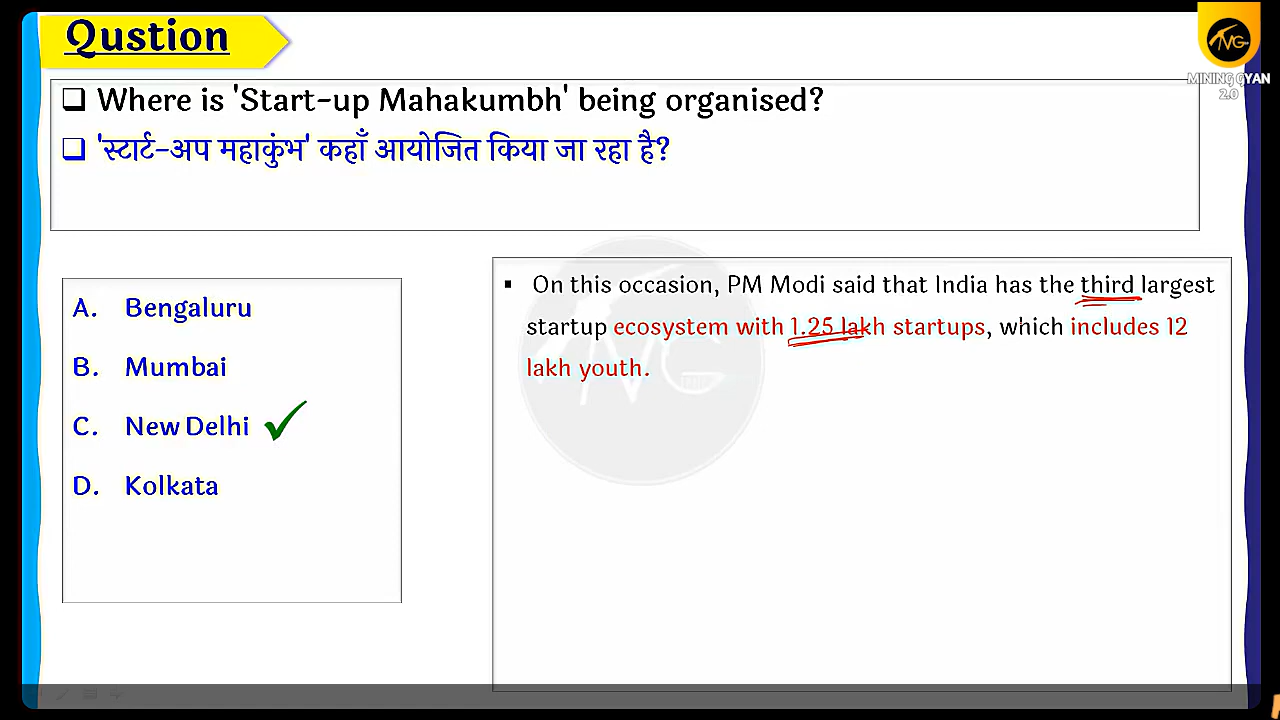 Qustion
MINING GYAN
2.0
❑ Where is 'Start-up Mahakumbh' being organised?
❑ 'स्टार्ट-अप महाकुंभ' कहाँ आयोजित किया जा रहा है?
A. Bengaluru
B. Mumbai
C. New Delhi
D. Kolkata
▪ On this occasion, PM Modi said that India has the third largest
startup ecosystem with 1.25 lakh startups, which includes 12
lakh youth.